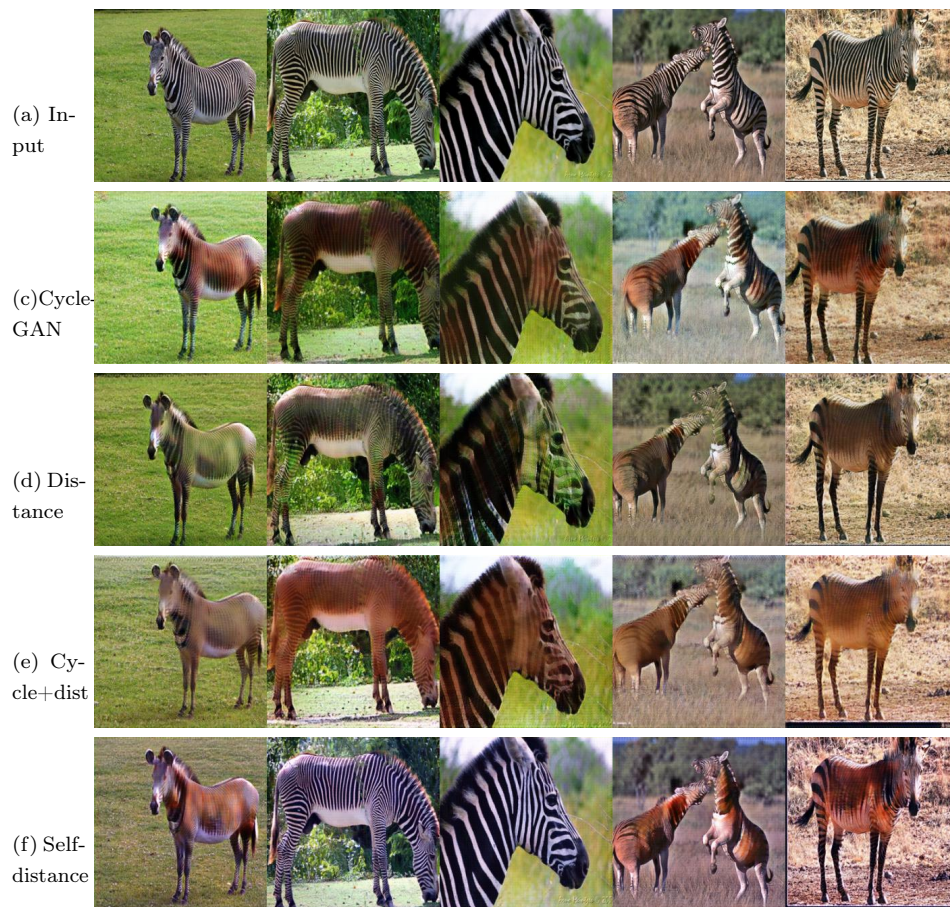 (a) In-
put
(c)Cycle-
GAN
(d) Dis-
tance
(e) Cy-
cle+dist
(f) Self-
distance